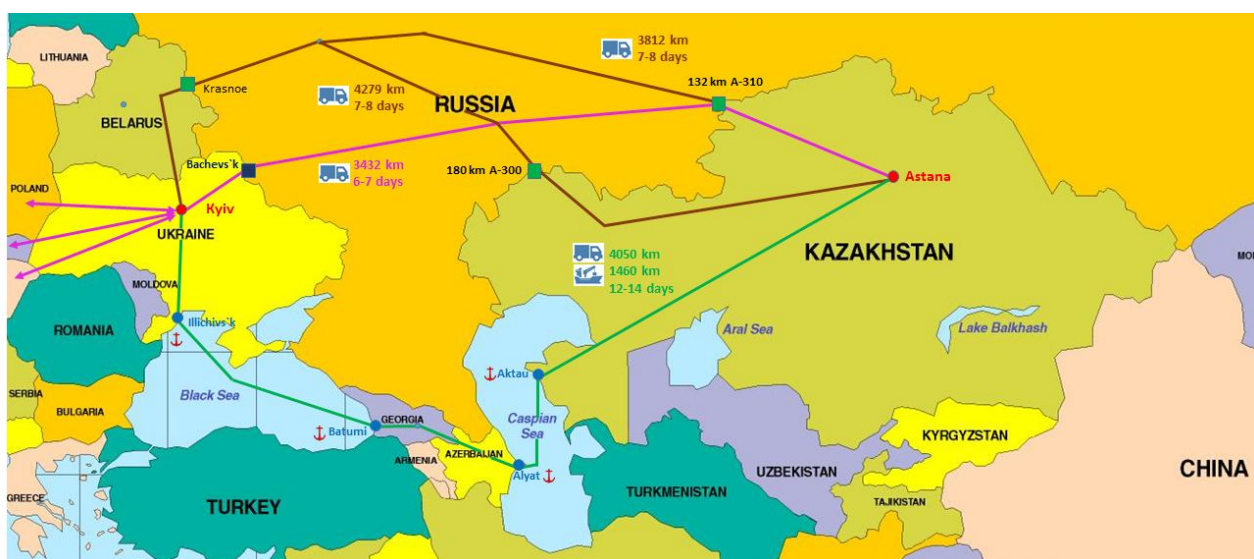 LITHUANIA
3812 km
7-8 days
Krasnoe
4279 km
7-8 days
RUSSIA
132 km A-310
BELARUS
Bachevs`k
3432 km
6-7 days
180 km A-300
Astana
POLAND
Kyiv
UKRAINE
4050 km
1460 km
12-14 days
KAZAKHSTAN
MOLDOVA
ROMANIA
Illichivs`k
Aral Sea
Lake Balkhash
Aktau
SERBIA
BULGARIA
Black Sea
Batumi
GEORGIA
Caspian
Sea
KYRGYZSTAN
ARMENIA
AZERBAIJAN
Alyat
UZBEKISTAN
CHINA
GREECE
TURKEY
TURKMENISTAN
TAJIKISTAN